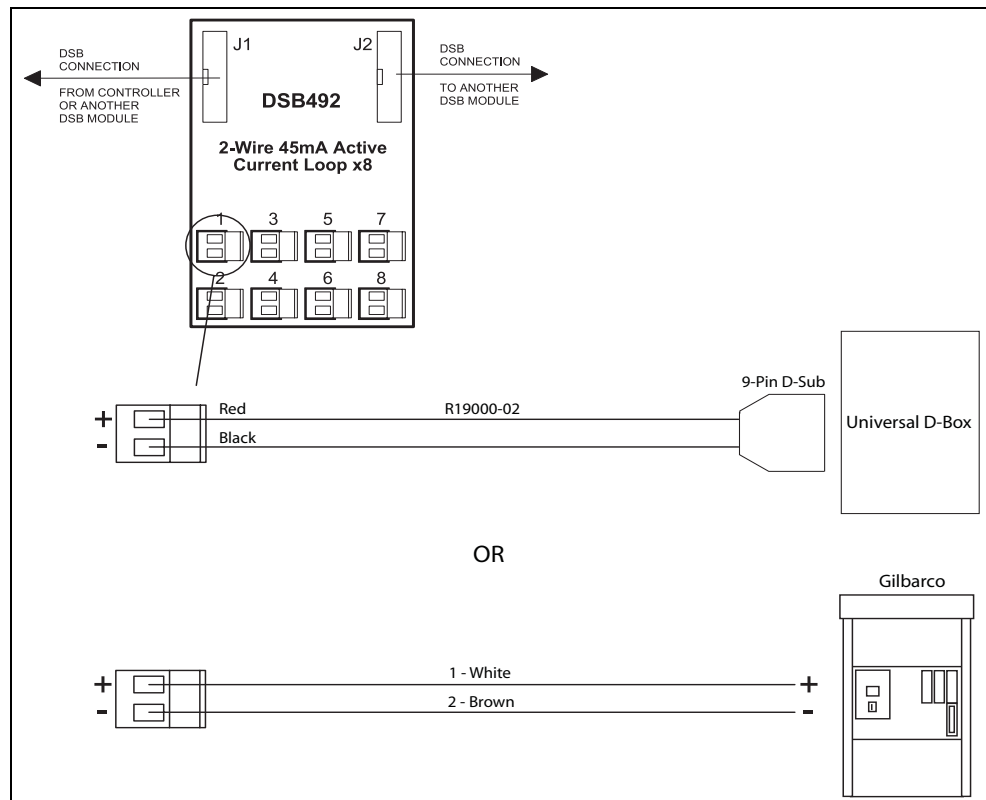 J1
J2
DSB
CONNECTION
FROM CONTROLLER
OR ANOTHER
DSB MODULE
DSB
CONNECTION
TO ANOTHER
DSB MODULE
DSB492
2-Wire 45mA Active
Current Loop x8
1 3 5 7
2 4 6 8
9-Pin D-Sub
+ Red R19000-02
- Black
Universal D-Box
OR
Gilbarco
+ 1 - White +
- 2 - Brown -